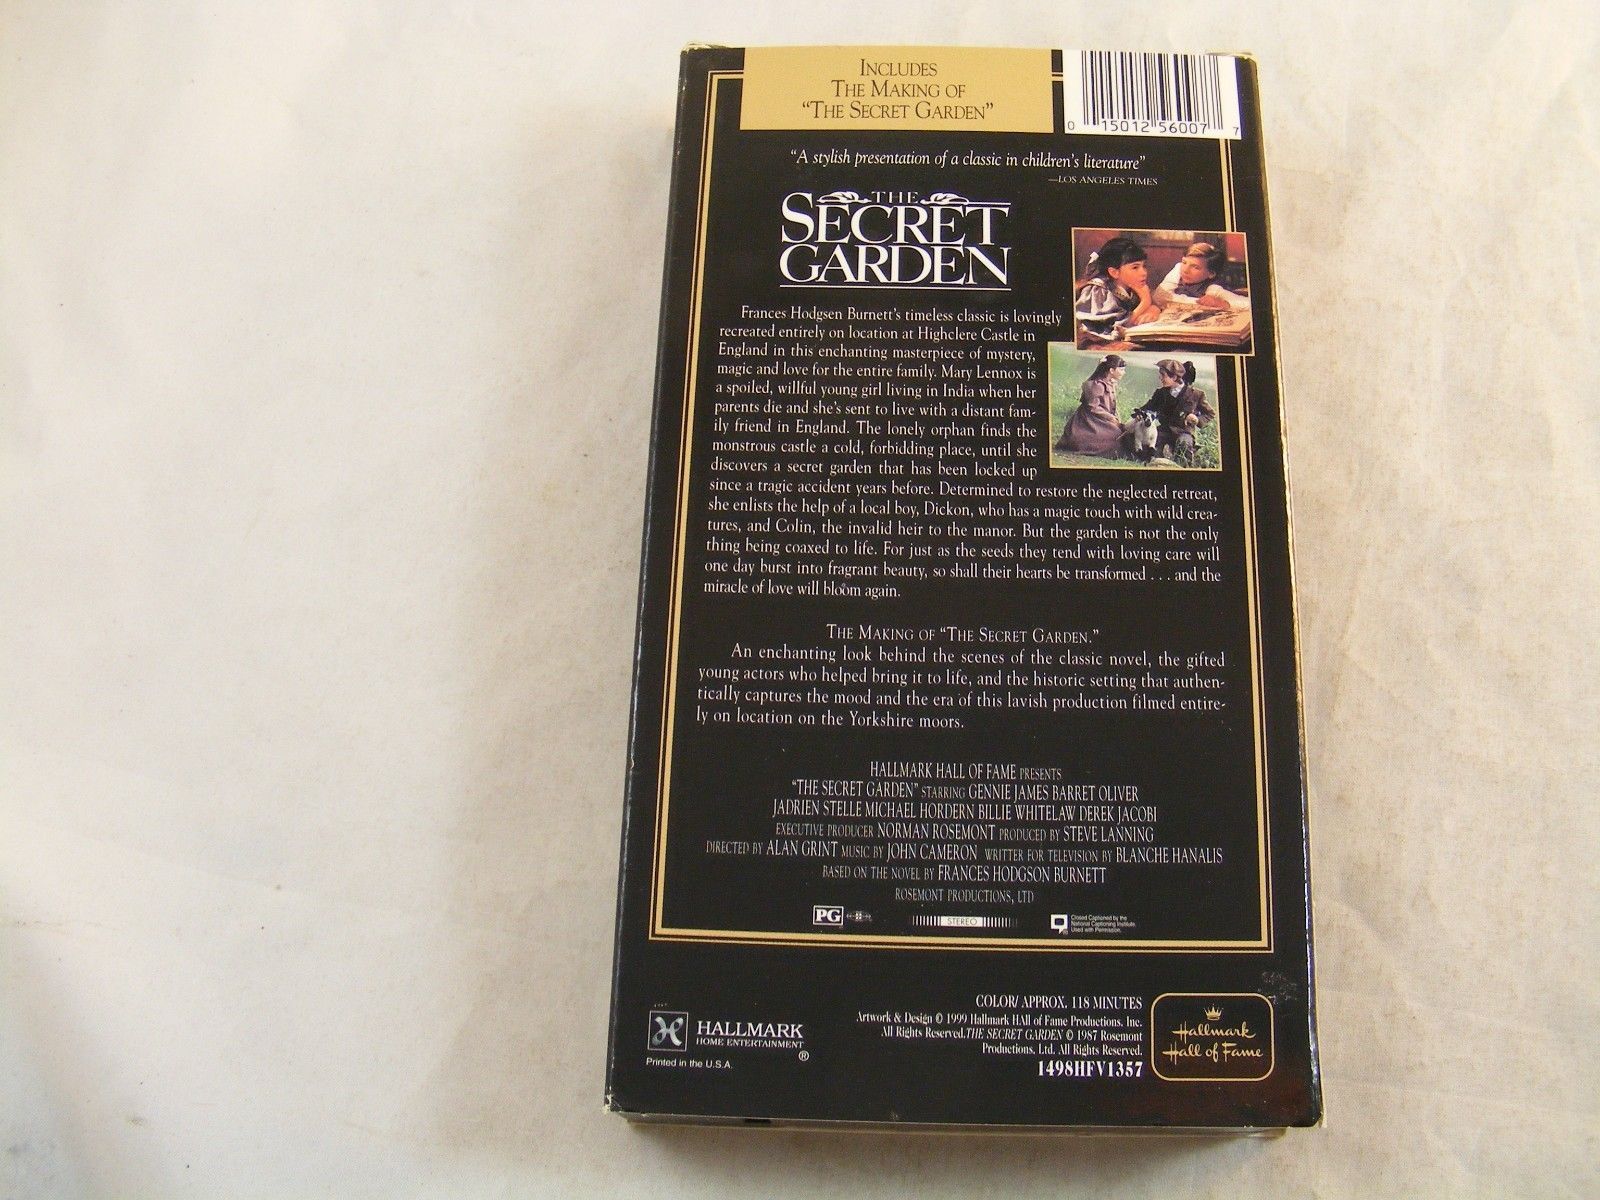 INCLUDES
THE MAKING OF
"THE SECRET GARDEN"
0 15012 56007 7
"A stylish presentation of a classic in children's literature"
—LOS ANGELES TIMES
THE
SECRET
GARDEN
Frances Hodgsen Burnett's timeless classic is lovingly
recreated entirely on location at Highclere Castle in
England in this enchanting masterpiece of mystery,
magic and love for the entire family. Mary Lennox is
a spoiled, willful young girl living in India when her
parents die and she's sent to live with a distant fam-
ily friend in England. The lonely orphan finds the
monstrous castle a cold, forbidding place, until she
discovers a secret garden that has been locked up
since a tragic accident years before. Determined to restore the neglected retreat,
she enlists the help of a local boy, Dickon, who has a magic touch with wild crea-
tures, and Colin, the invalid heir to the manor. But the garden is not the only
thing being coaxed to life. For just as the seeds they tend with loving care will
one day burst into fragrant beauty, so shall their hearts be transformed . . . and the
miracle of love will bloom again.
THE MAKING OF "THE SECRET GARDEN."
An enchanting look behind the scenes of the classic novel, the gifted
young actors who helped bring it to life, and the historic setting that authen-
tically captures the mood and the era of this lavish production filmed entire-
ly on location on the Yorkshire moors.
HALLMARK HALL OF FAME PRESENTS
"THE SECRET GARDEN" STARRING GENNIE JAMES BARRET OLIVER
JADRIEN STELLE MICHAEL HORDERN BILLIE WHITELAW DEREK JACOBI
EXECUTIVE PRODUCER NORMAN ROSEMONT PRODUCED BY STEVE LANNING
DIRECTED BY ALAN GRINT MUSIC BY JOHN CAMERON WRITTER FOR TELEVISION BY BLANCHE HANALIS
BASED ON THE NOVEL BY FRANCES HODGSON BURNETT
ROSEMONT PRODUCTIONS, LTD
PG
STEREO
Closed Captioned by the
National Captioning Institute.
Used with Permission.
COLOR/ APPROX. 118 MINUTES
Artwork & Design © 1999 Hallmark HAll of Fame Productions, Inc.
All Rights Reserved.THE SECRET GARDEN © 1987 Rosemont
Productions, Ltd. All Rights Reserved.
1498HFV1357
HALLMARK
HOME ENTERTAINMENT
®
Printed in the U.S.A.
Hallmark
Hall of Fame